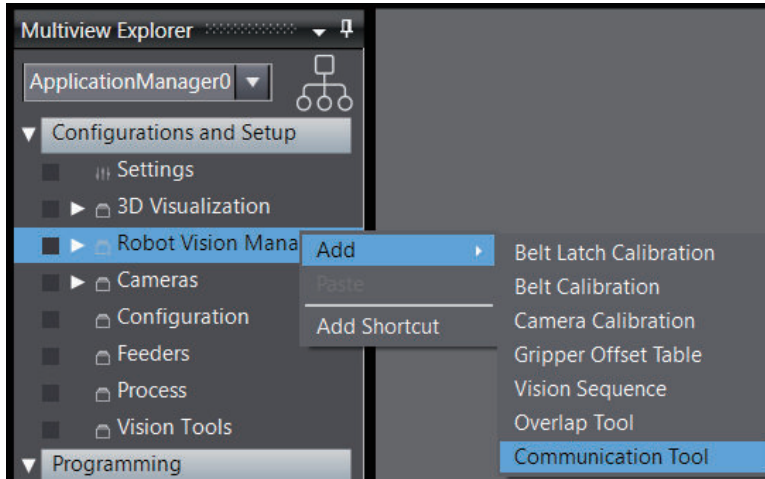 Multiview Explorer
ApplicationManager0
Configurations and Setup
Settings
3D Visualization
Robot Vision Mana
Cameras
Configuration
Feeders
Process
Vision Tools
Programming
Add
Paste
Add Shortcut
Belt Latch Calibration
Belt Calibration
Camera Calibration
Gripper Offset Table
Vision Sequence
Overlap Tool
Communication Tool